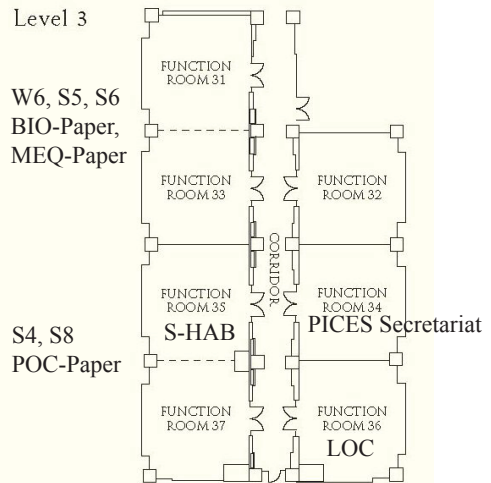 Level 3
FUNCTION
ROOM 31
W6, S5, S6
BIO-Paper,
MEQ-Paper
FUNCTION
ROOM 33
FUNCTION
ROOM 32
CORRIDOR
FUNCTION
ROOM 35
S-HAB
FUNCTION
ROOM 34
PICES Secretariat
S4, S8
POC-Paper
FUNCTION
ROOM 37
FUNCTION
ROOM 36
LOC